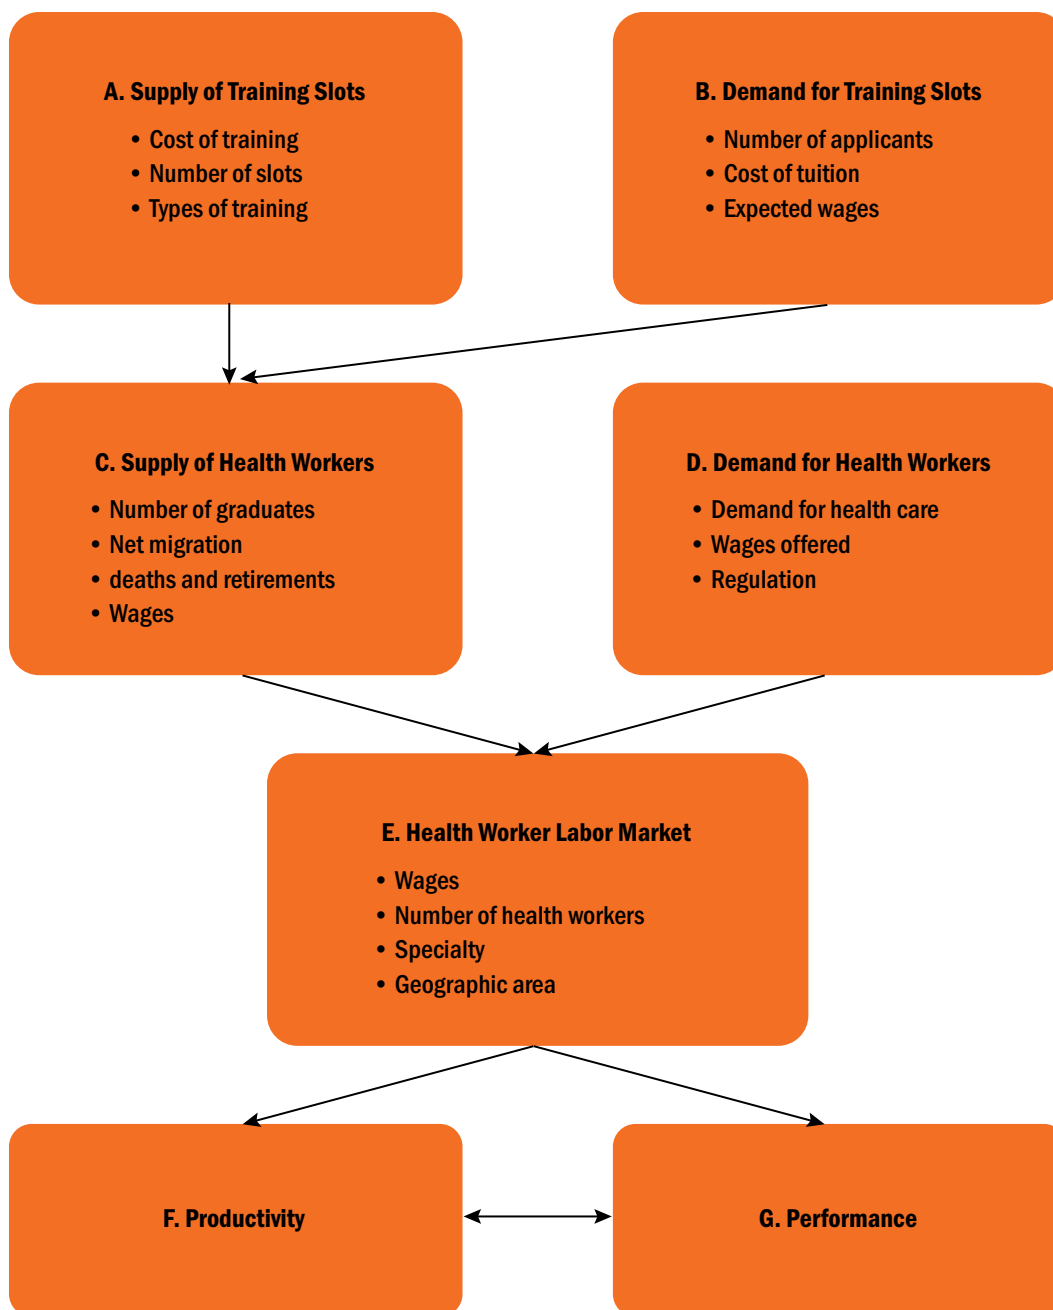 A. Supply of Training Slots
• Cost of training
• Number of slots
• Types of training
B. Demand for Training Slots
• Number of applicants
• Cost of tuition
• Expected wages
C. Supply of Health Workers
• Number of graduates
• Net migration
• deaths and retirements
• Wages
D. Demand for Health Workers
• Demand for health care
• Wages offered
• Regulation
E. Health Worker Labor Market
• Wages
• Number of health workers
• Specialty
• Geographic area
F. Productivity
G. Performance